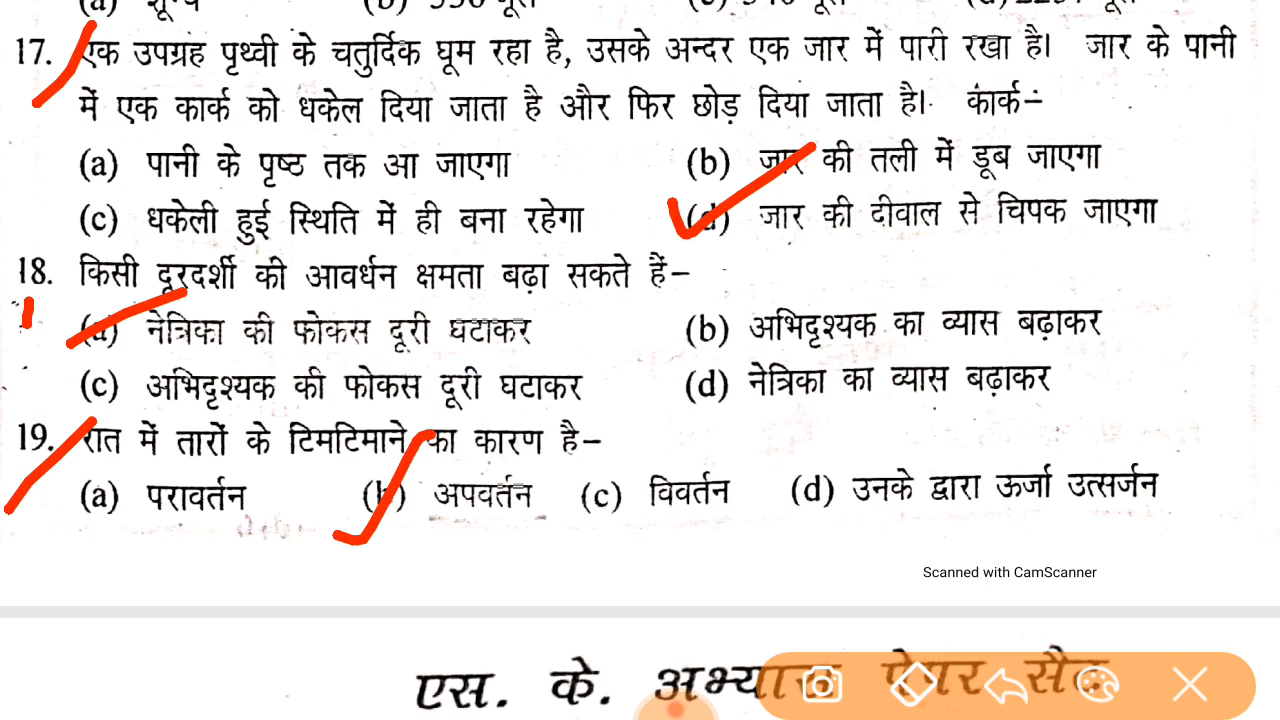 17. एक उपग्रह पृथ्वी के चतुर्दिक घूम रहा है, उसके अन्दर एक जार में पारी रखा है। जार के पानी
में एक कार्क को धकेल दिया जाता है और फिर छोड़ दिया जाता है। कार्क–
(a) पानी के पृष्ठ तक आ जाएगा (b) जार की तली में डूब जाएगा
(c) धकेली हुई स्थिति में ही बना रहेगा (d) जार की दीवाल से चिपक जाएगा
18. किसी दूरदर्शी की आवर्धन क्षमता बढ़ा सकते हैं–
(a) नेत्रिका की फोकस दूरी घटाकर (b) अभिदृश्यक का व्यास बढ़ाकर
(c) अभिदृश्यक की फोकस दूरी घटाकर (d) नेत्रिका का व्यास बढ़ाकर
19. रात में तारों के टिमटिमाने का कारण है–
(a) परावर्तन (b) अपवर्तन (c) विवर्तन (d) उनके द्वारा ऊर्जा उत्सर्जन
Scanned with CamScanner
एस. के. अभ्यास पेपर सैट